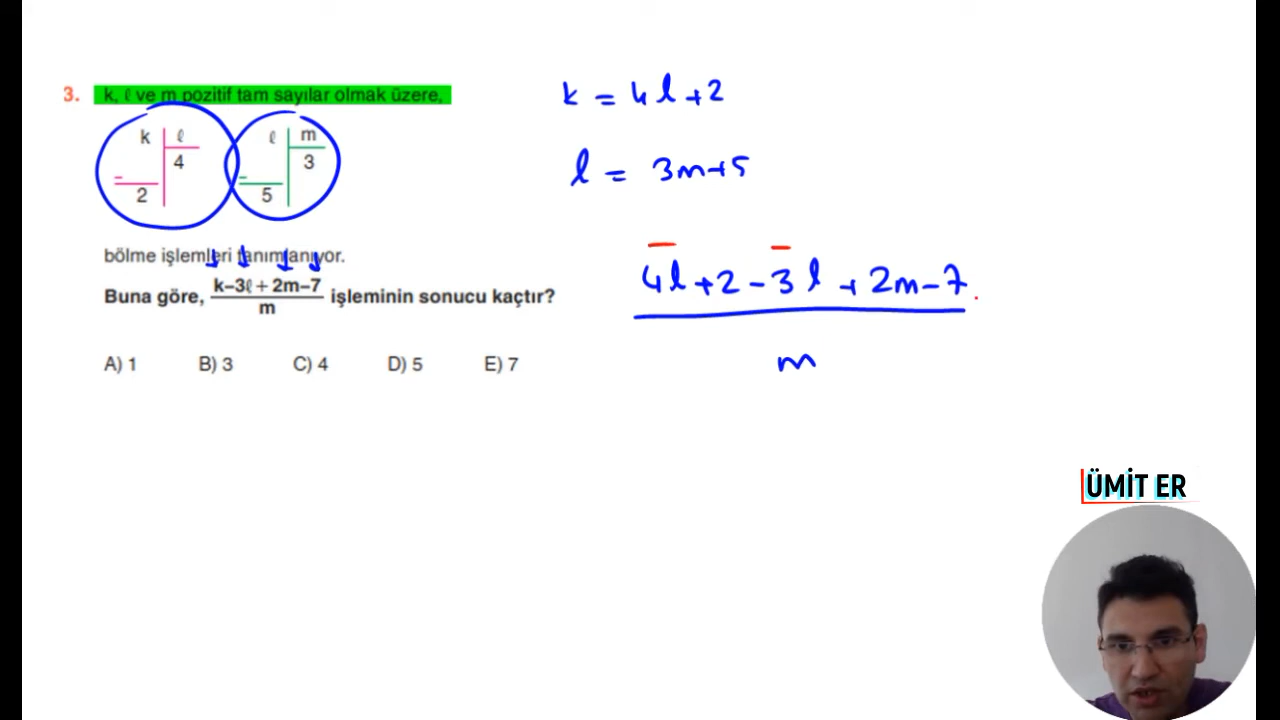 3. k, ℓ ve m pozitif tam sayılar olmak üzere,
k ℓ ℓ m
4 3
2 5
bölme işlemleri tanımlanıyor.
Buna göre, k–3ℓ + 2m–7 / m işleminin sonucu kaçtır?
A) 1 B) 3 C) 4 D) 5 E) 7
k = 4l+2
l = 3m+5
4l+2-3l+2m-7
m
ÜMİT ER